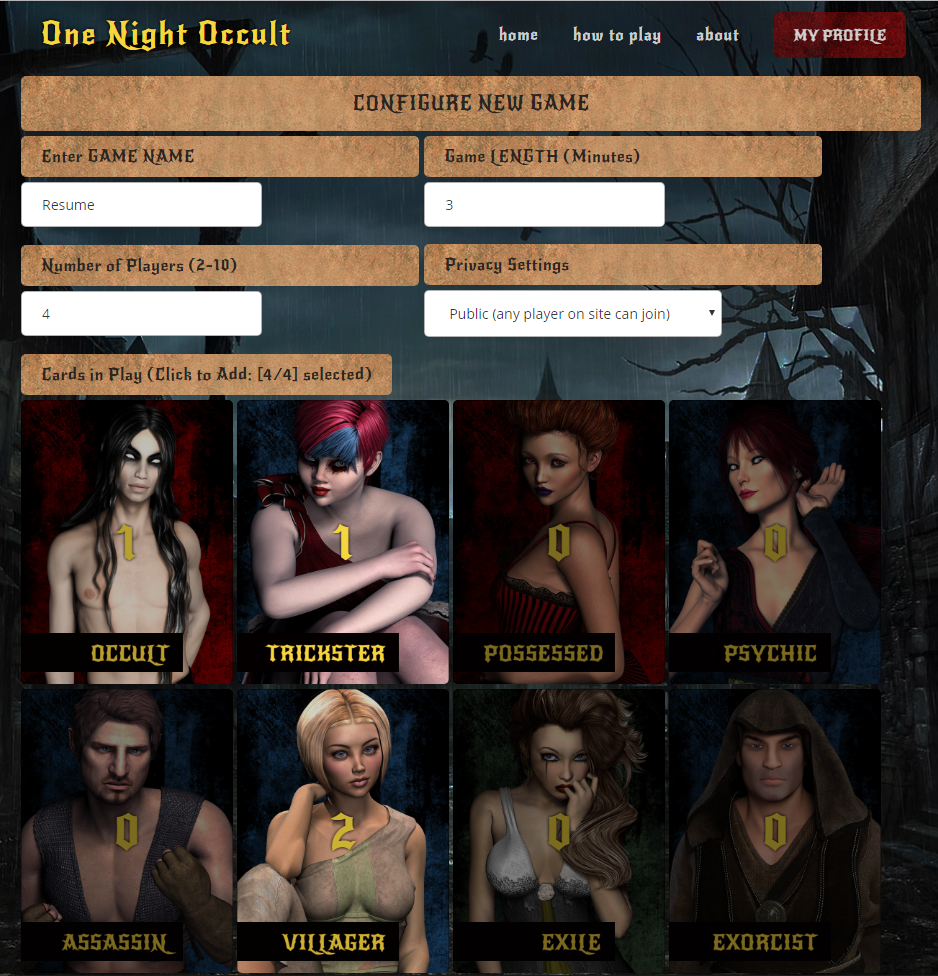 One Night Occult
home how to play about MY PROFILE
CONFIGURE NEW GAME
Enter GAME NAME
Game LENGTH (Minutes)
Resume
3
Number of Players (2-10)
Privacy Settings
4
Public (any player on site can join)
Cards in Play (Click to Add: [4/4] selected)
1 1 0 0
OCCULT TRICKSTER POSSESSED PSYCHIC
0 2 0 0
ASSASSIN VILLAGER EXILE EXORCIST